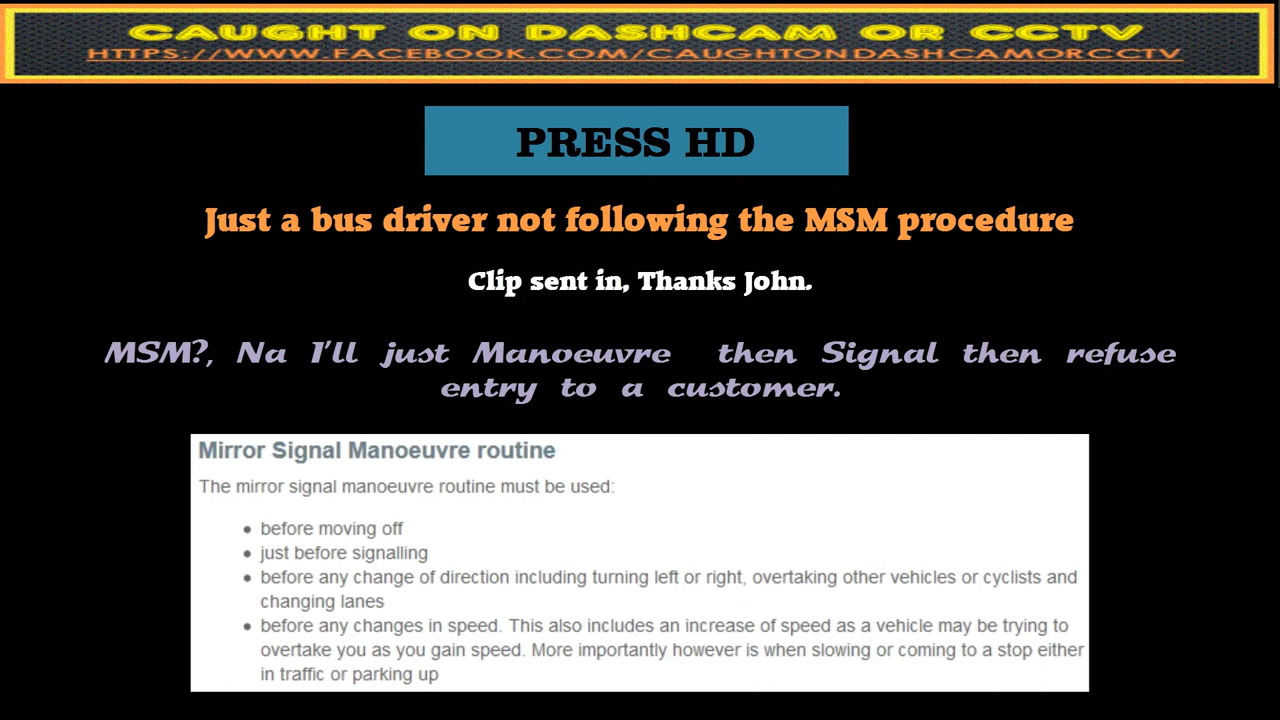 CAUGHT ON DASHCAM OR CCTV
HTTPS://WWW.FACEBOOK.COM/CAUGHTONDASHCAMORCCTV
PRESS HD
Just a bus driver not following the MSM procedure
Clip sent in, Thanks John.
MSM?, Na I'll just Manoeuvre then Signal then refuse
entry to a customer.
Mirror Signal Manoeuvre routine
The mirror signal manoeuvre routine must be used:
• before moving off
• just before signalling
• before any change of direction including turning left or right, overtaking other vehicles or cyclists and
changing lanes
• before any changes in speed. This also includes an increase of speed as a vehicle may be trying to
overtake you as you gain speed. More importantly however is when slowing or coming to a stop either
in traffic or parking up